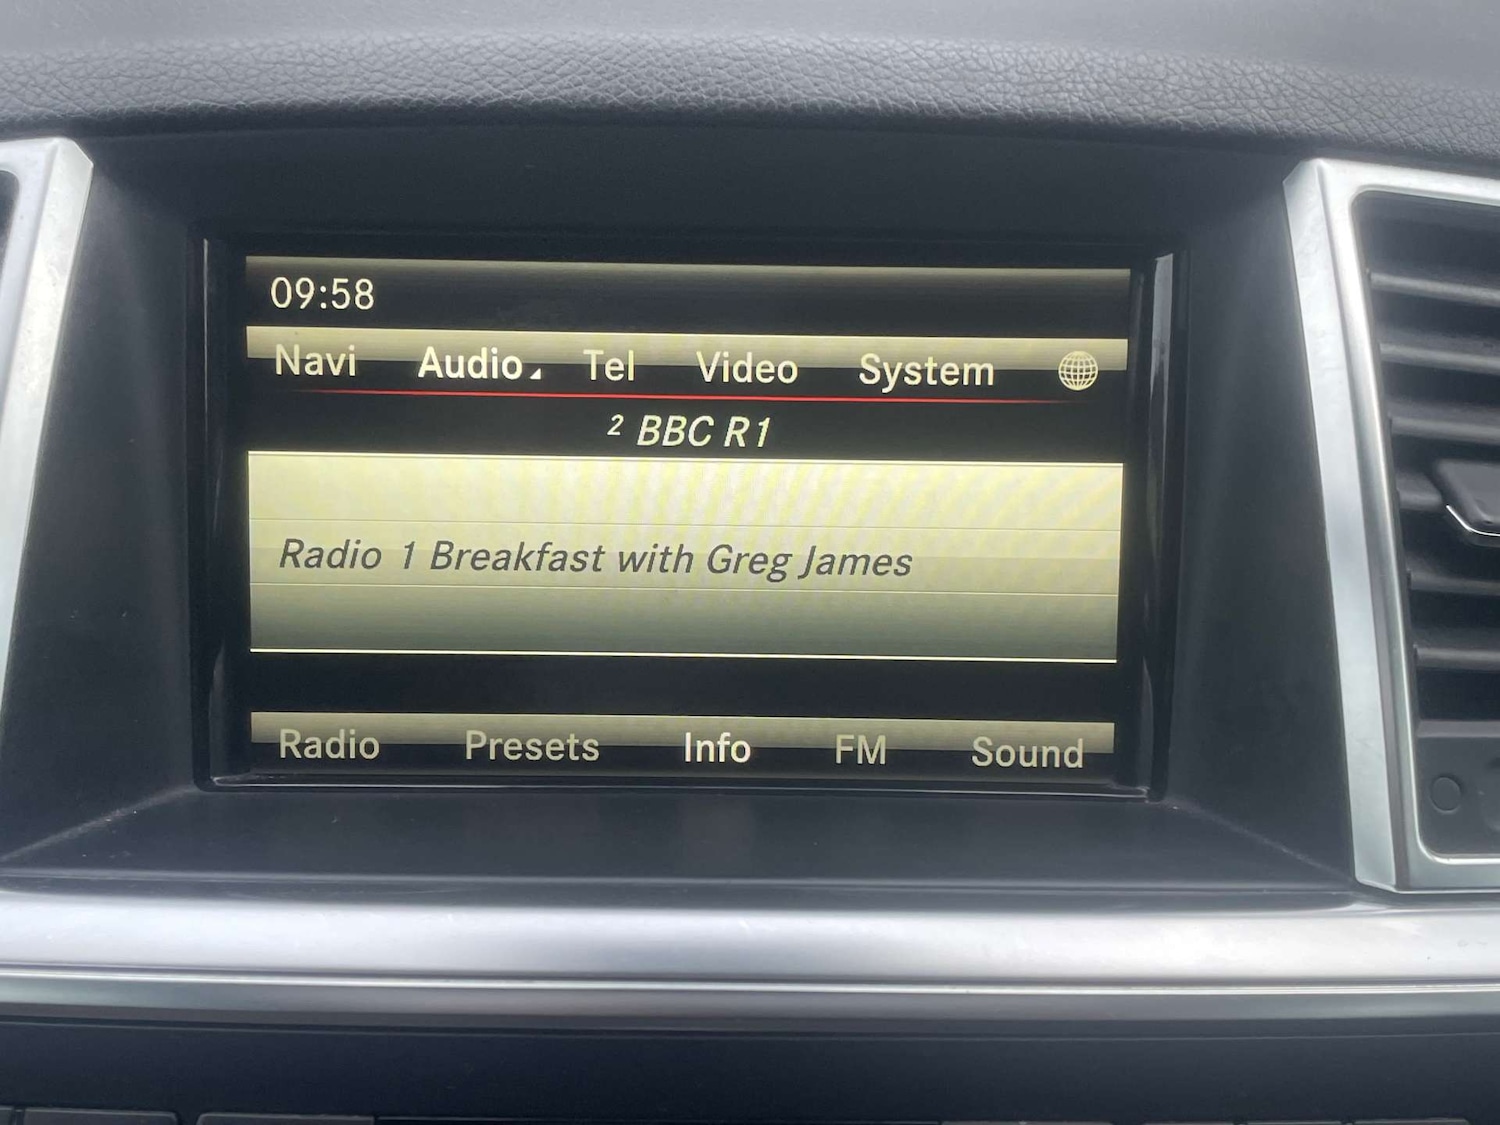 09:58
Navi Audio Tel Video System
2 BBC R1
Radio 1 Breakfast with Greg James
Radio Presets Info FM Sound